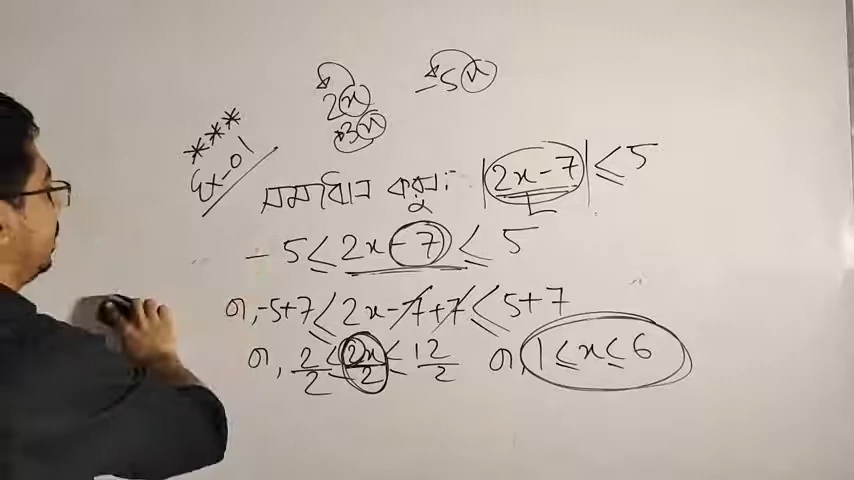 2x
-5x
3x
***
Ex-01
সমাধান করুন: |2x-7| ≤ 5
-5 ≤ 2x-7 ≤ 5
বা, -5+7 ≤ 2x-7+7 ≤ 5+7
বা, 2/2 ≤ 2x/2 ≤ 12/2 বা, 1 ≤ x ≤ 6